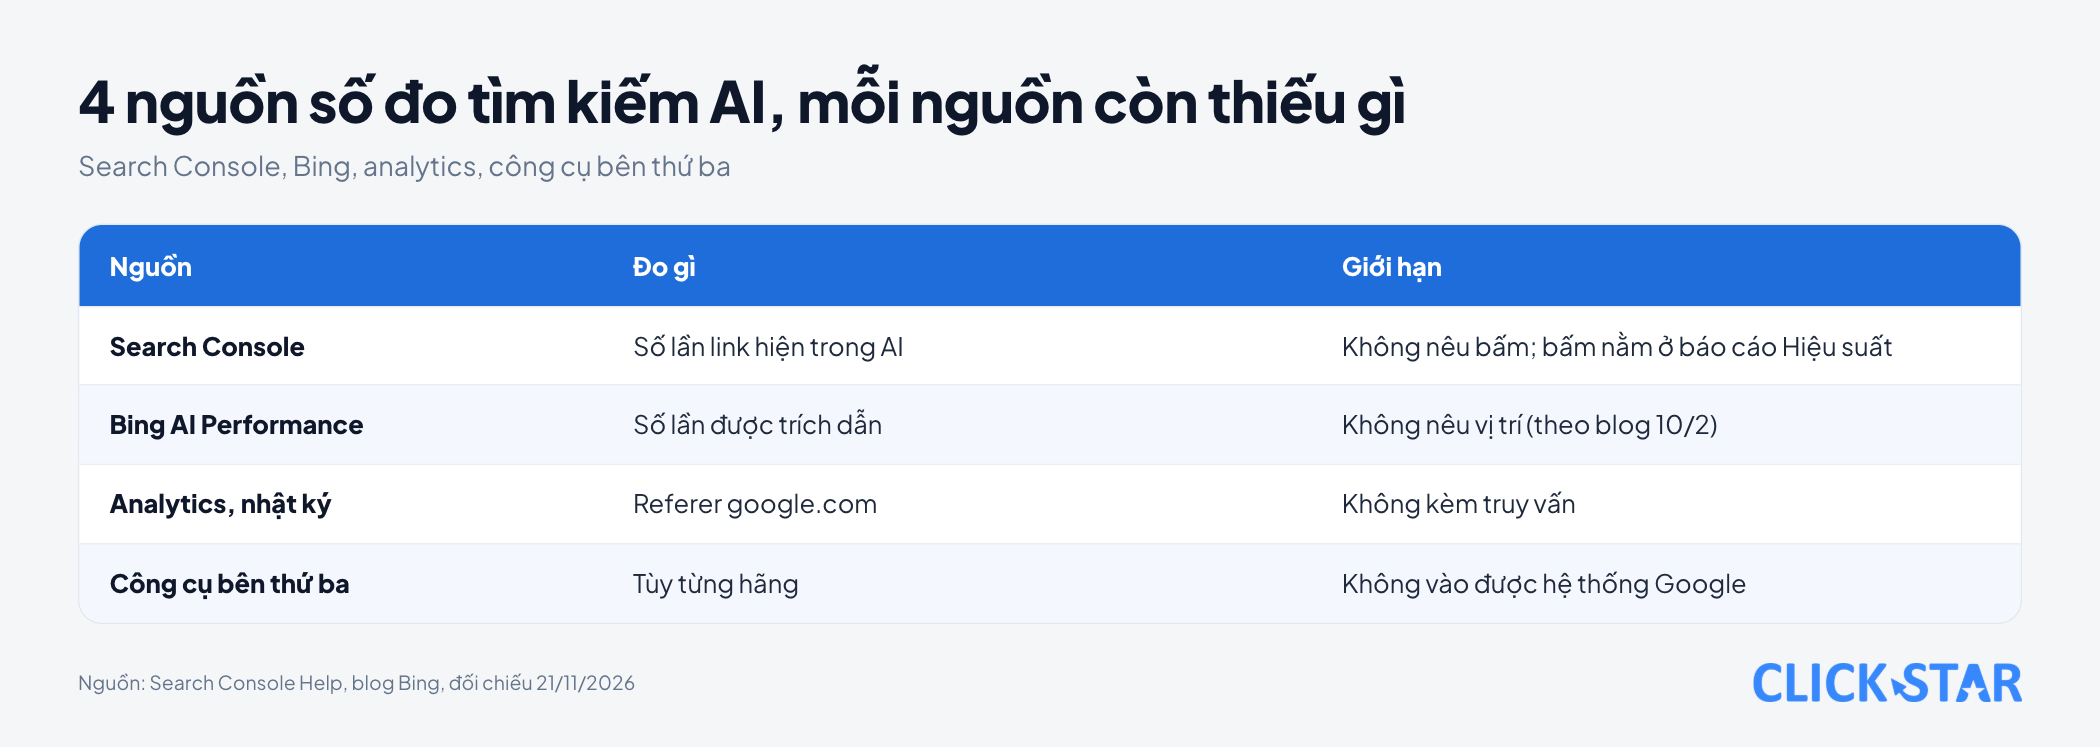 4 nguồn số đo tìm kiếm AI, mỗi nguồn còn thiếu gì
Search Console, Bing, analytics, công cụ bên thứ ba
Nguồn Đo gì Giới hạn
Search Console Số lần link hiện trong AI Không nêu bấm; bấm nằm ở báo cáo Hiệu suất
Bing AI Performance Số lần được trích dẫn Không nêu vị trí (theo blog 10/2)
Analytics, nhật ký Referer google.com Không kèm truy vấn
Công cụ bên thứ ba Tùy từng hãng Không vào được hệ thống Google
Nguồn: Search Console Help, blog Bing, đối chiếu 21/11/2026
CLICK STAR